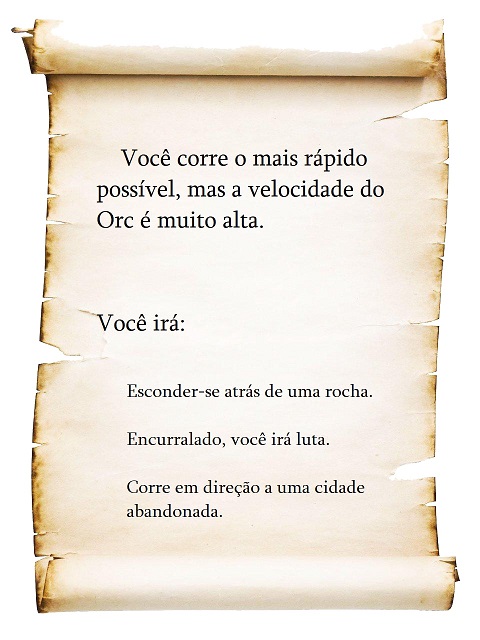 Você corre o mais rápido
possível, mas a velocidade do
Orc é muito alta.
Você irá:
Esconder-se atrás de uma rocha.
Encurralado, você irá luta.
Corre em direção a uma cidade
abandonada.